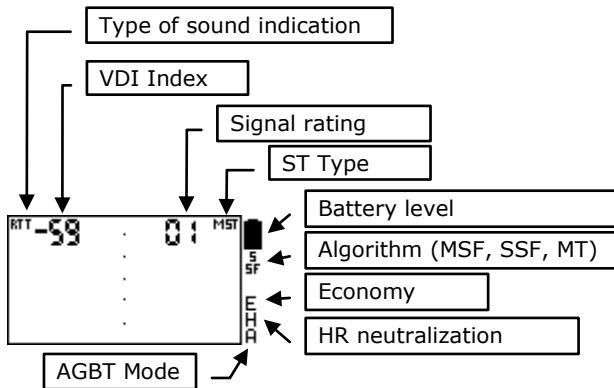 Type of sound indication
VDI Index
Signal rating
ST Type
RTT -59 01 MST
Battery level
S
SF
Algorithm (MSF, SSF, MT)
E
Economy
H
HR neutralization
A
AGBT Mode